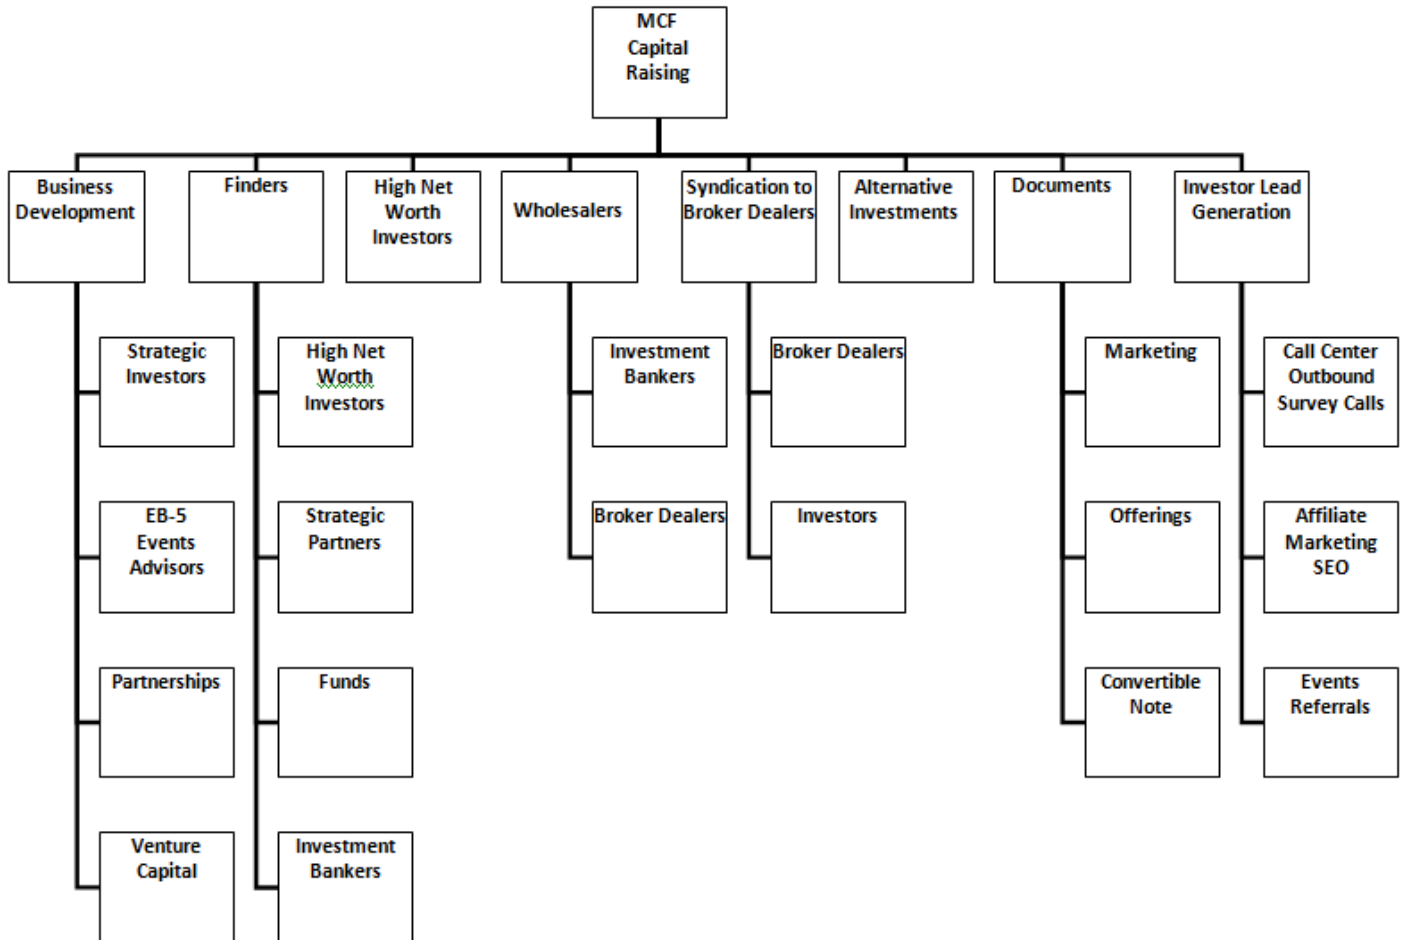 MCF
Capital
Raising
Business
Development
Finders
High Net
Worth
Investors
Wholesalers
Syndication to
Broker Dealers
Alternative
Investments
Documents
Investor Lead
Generation
Strategic
Investors
High Net
Worth
Investors
Investment
Bankers
Broker Dealers
Marketing
Call Center
Outbound
Survey Calls
EB-5
Events
Advisors
Strategic
Partners
Broker Dealers
Investors
Offerings
Affiliate
Marketing
SEO
Partnerships
Funds
Convertible
Note
Events
Referrals
Venture
Capital
Investment
Bankers